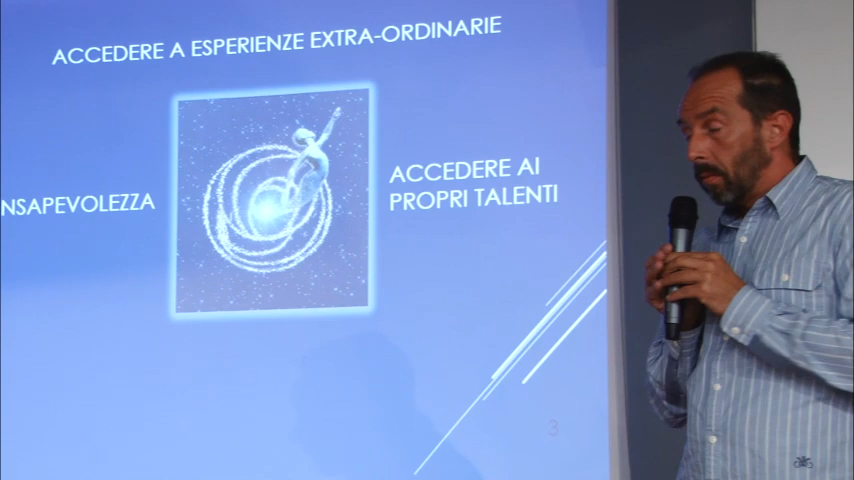 ACCEDERE A ESPERIENZE EXTRA-ORDINARIE
NSAPEVOLEZZA
ACCEDERE AI
PROPRI TALENTI
3